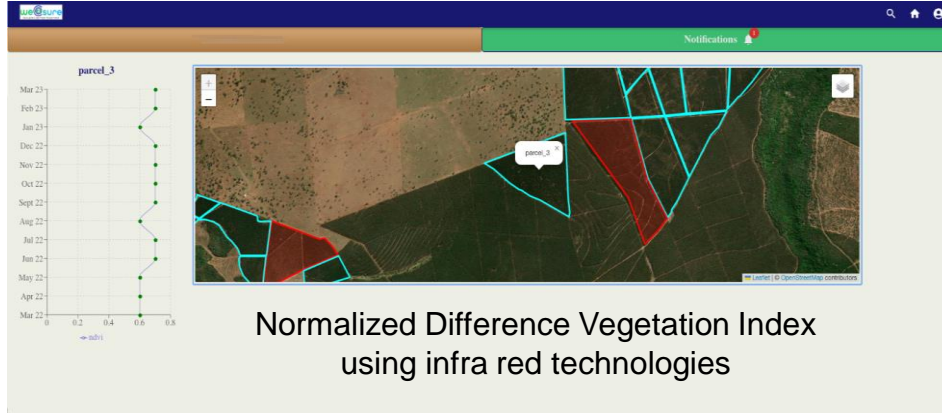 we@sure
Notifications 1
parcel_3
Mar 23
Feb 23
Jan 23
Dec 22
Nov 22
Oct 22
Sept 22
Aug 22
Jul 22
Jun 22
May 22
Apr 22
Mar 22
0 0.2 0.4 0.6 0.8
ndvi
+
−
parcel_3 ×
Leaflet | © OpenStreetMap contributors
Normalized Difference Vegetation Index
using infra red technologies